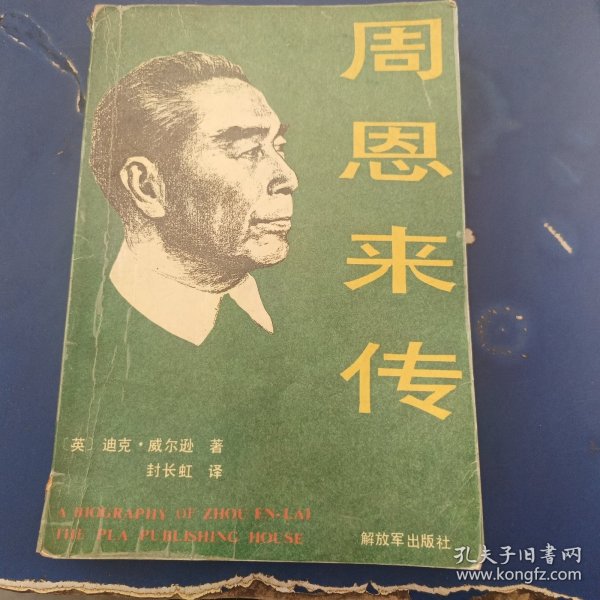 周恩来传
〔英〕迪克·威尔逊 著
封长虹 译
A BIOGRAPHY OF ZHOU EN-LAI
THE PLA PUBLISHING HOUSE
解放军出版社
孔夫子旧书网
www.kongfz.com